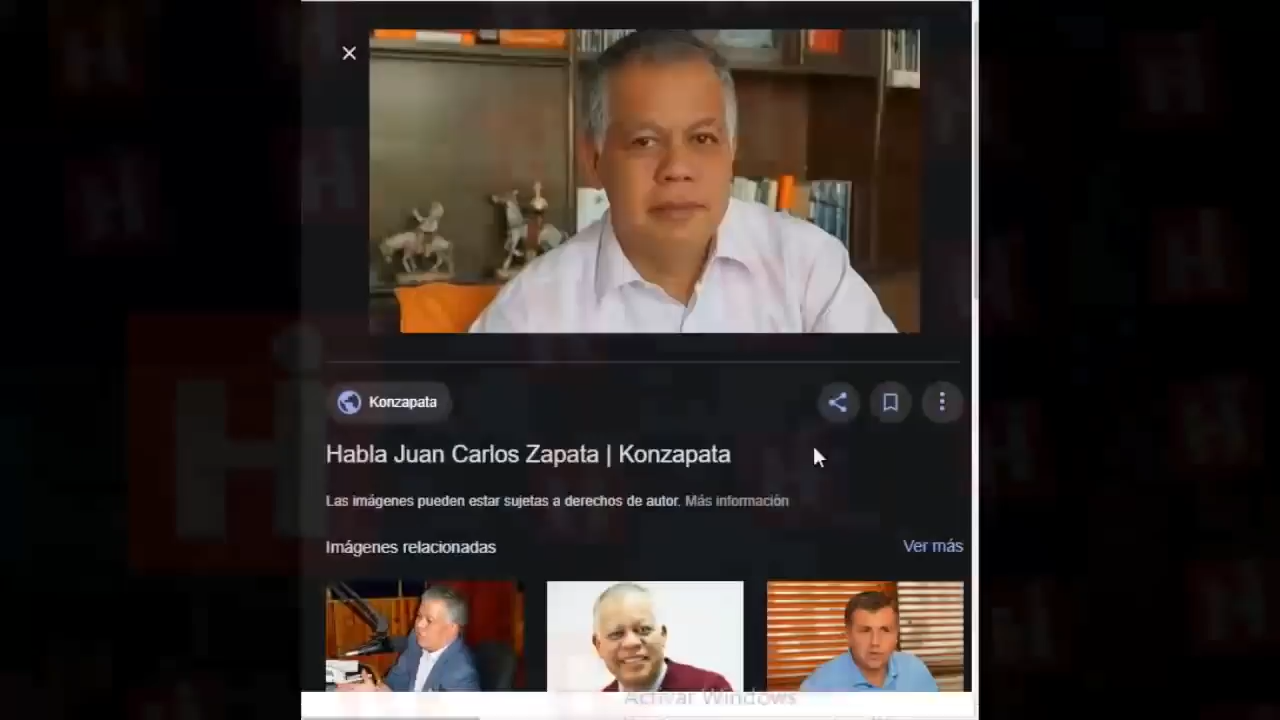 Konzapata
Habla Juan Carlos Zapata | Konzapata
Las imágenes pueden estar sujetas a derechos de autor. Más información
Imágenes relacionadas
Ver más
Activar Windows